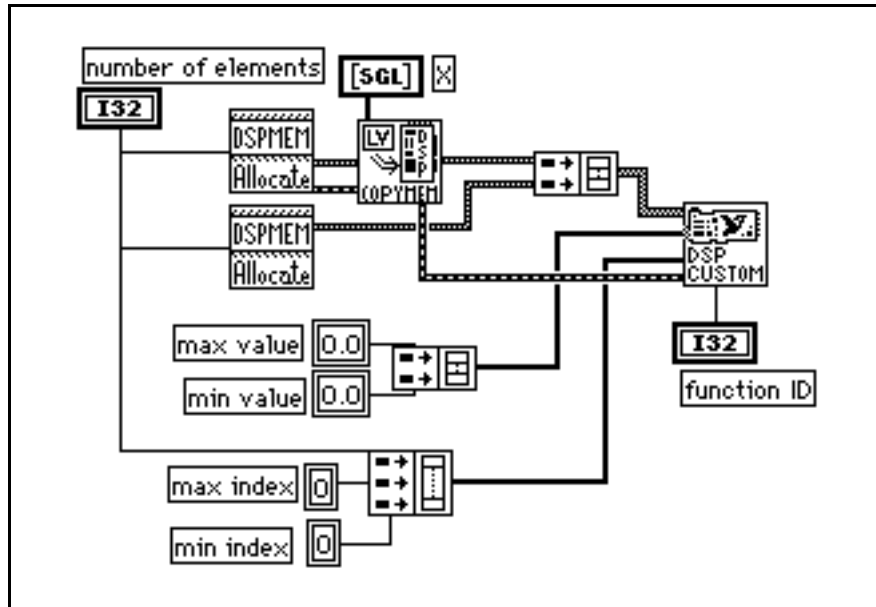 number of elements
I32
[SGL]
X
DSPMEM
Allocate
LV
DSP
COPYMEM
DSPMEM
Allocate
DSP
CUSTOM
I32
function ID
max value
0.0
min value
0.0
max index
0
min index
0